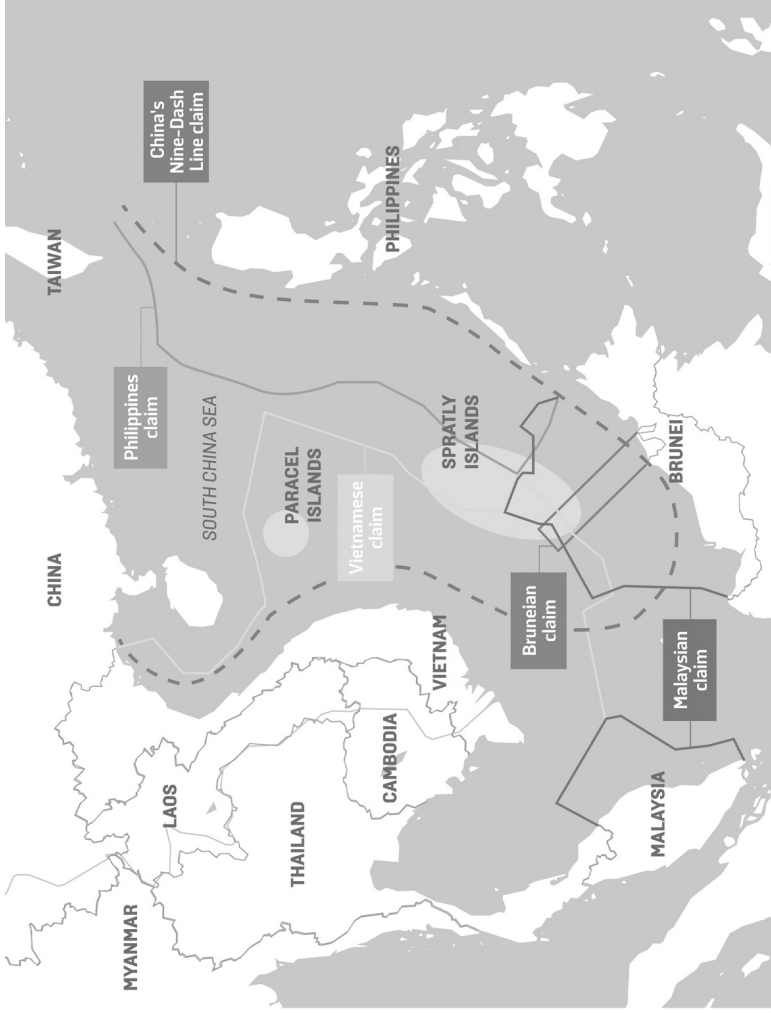 CHINA
TAIWAN
MYANMAR
Philippines
claim
China's
Nine-Dash
Line claim
LAOS
SOUTH CHINA SEA
THAILAND
PARACEL
ISLANDS
Vietnamese
claim
CAMBODIA
PHILIPPINES
VIETNAM
SPRATLY
ISLANDS
Bruneian
claim
MALAYSIA
Malaysian
claim
BRUNEI